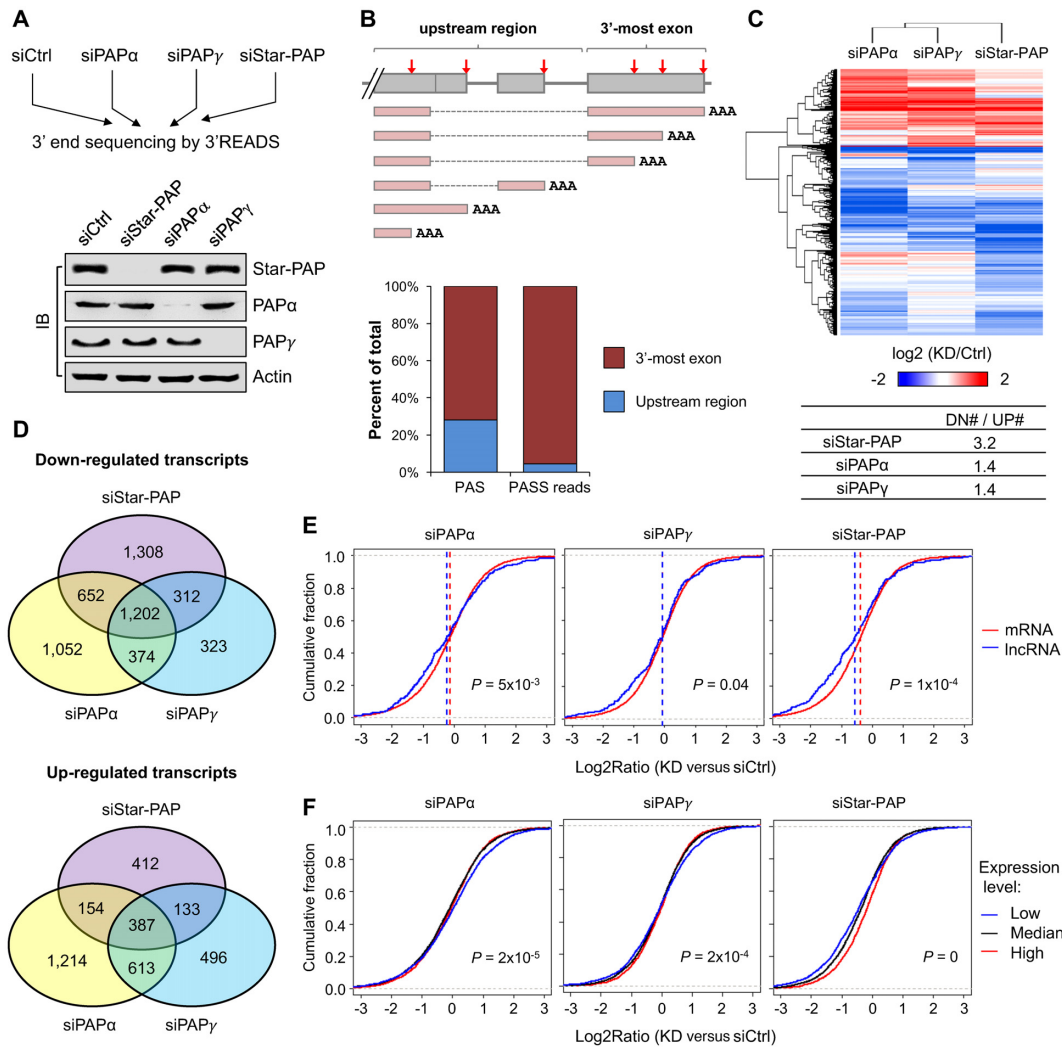 A
siCtrl siPAPα siPAPγ siStar-PAP
3' end sequencing by 3'READS
siCtrl siStar-PAP siPAPα siPAPγ
IB
Star-PAP
PAPα
PAPγ
Actin
B
upstream region 3'-most exon
AAA
AAA
AAA
AAA
AAA
AAA
Percent of total
100%
80%
60%
40%
20%
0%
PAS PASS reads
3'-most exon
Upstream region
C
siPAPα siPAPγ siStar-PAP
log2 (KD/Ctrl)
-2 2
DN# / UP#
siStar-PAP 3.2
siPAPα 1.4
siPAPγ 1.4
D
Down-regulated transcripts
siStar-PAP
1,308
652 312
1,202
1,052 374 323
siPAPα siPAPγ
Up-regulated transcripts
siStar-PAP
412
154 133
387
1,214 613 496
siPAPα siPAPγ
E
siPAPα siPAPγ siStar-PAP
Cumulative fraction
1.0
0.8
0.6
0.4
0.2
0.0
P = 5x10-3
P = 0.04
P = 1x10-4
-3 -2 -1 0 1 2 3 -3 -2 -1 0 1 2 3 -3 -2 -1 0 1 2 3
Log2Ratio (KD versus siCtrl)
mRNA
lncRNA
F
siPAPα siPAPγ siStar-PAP
Cumulative fraction
1.0
0.8
0.6
0.4
0.2
0.0
P = 2x10-5
P = 2x10-4
P = 0
-3 -2 -1 0 1 2 3 -3 -2 -1 0 1 2 3 -3 -2 -1 0 1 2 3
Log2Ratio (KD versus siCtrl)
Expression
level:
Low
Median
High